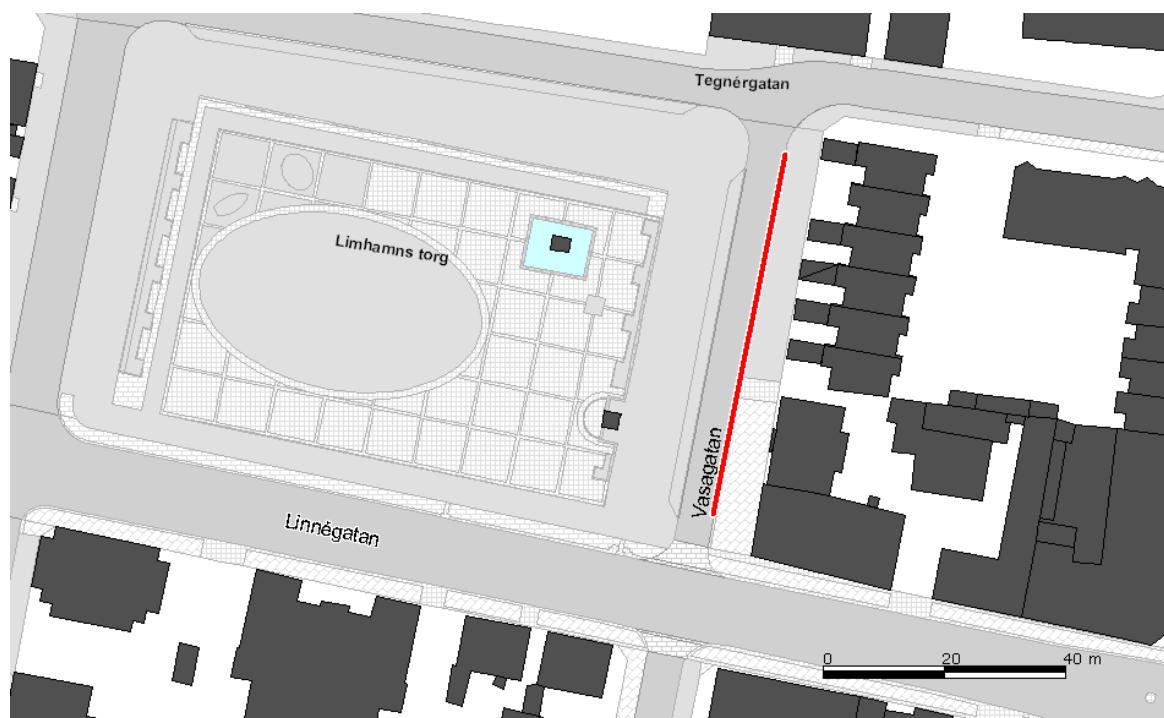 Tegnérgatan
Limhamns torg
Vasagatan
Linnégatan
0 20 40 m